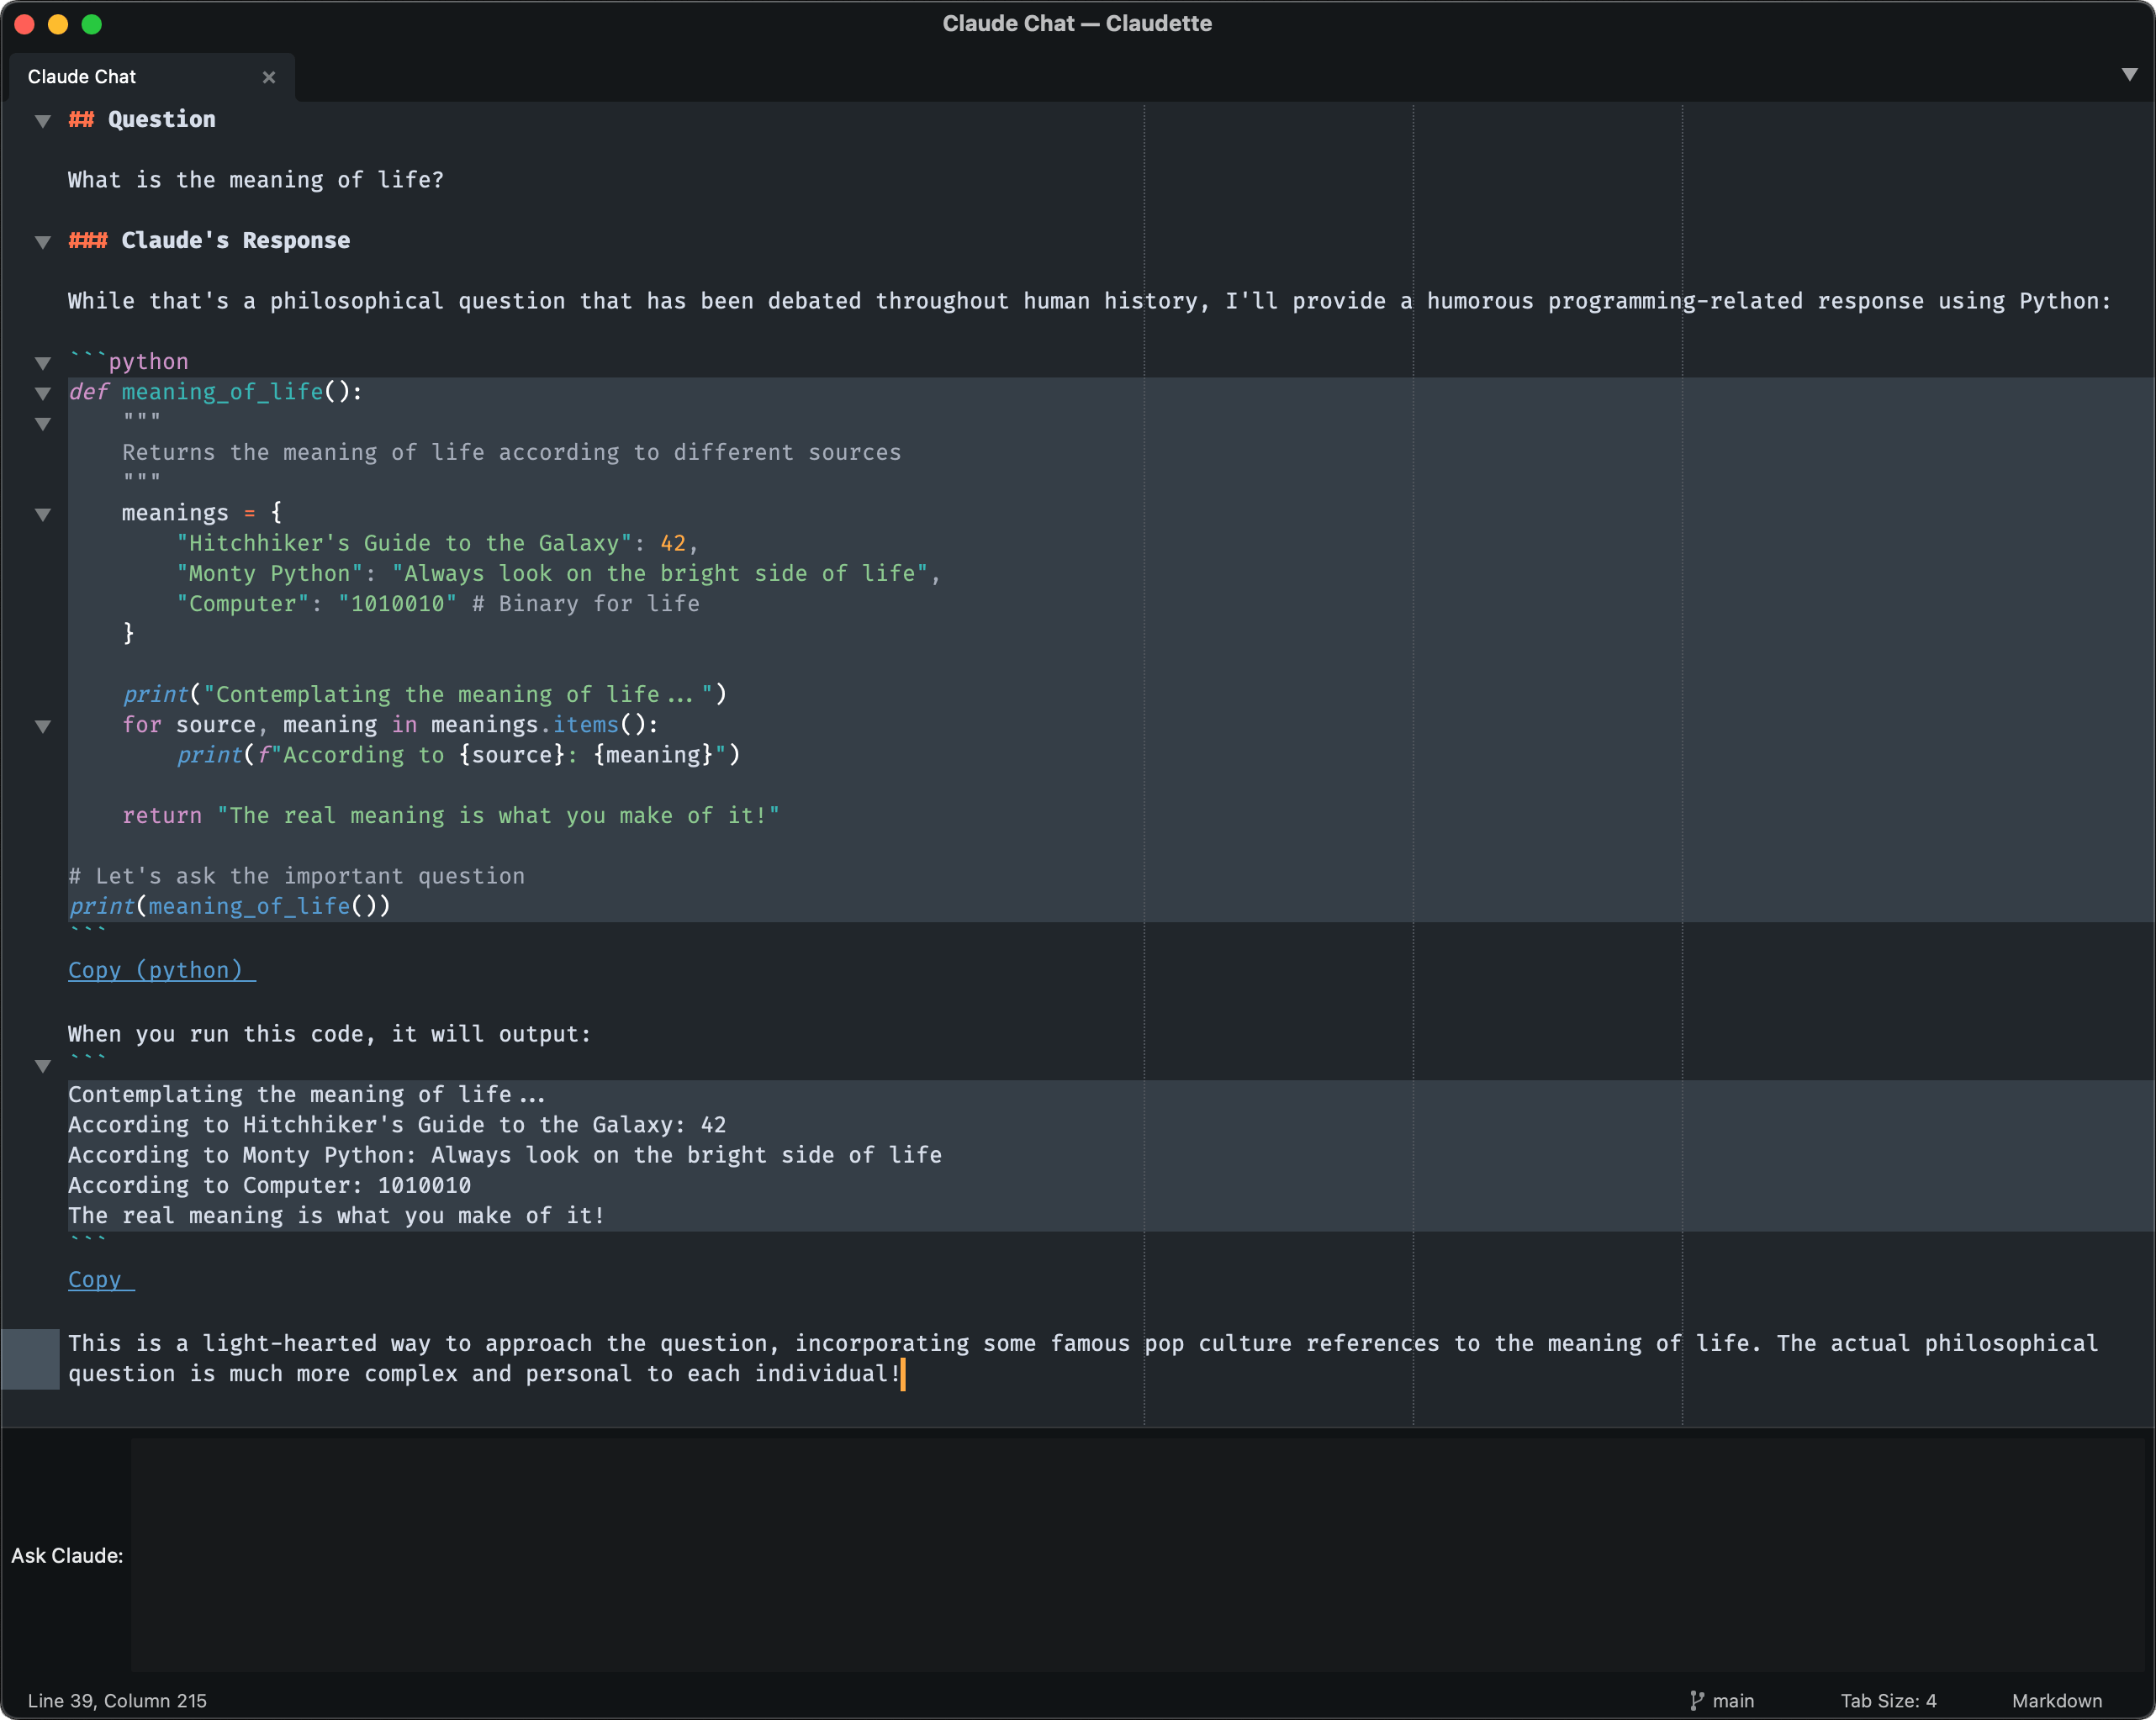 Claude Chat — Claudette
Claude Chat
## Question
What is the meaning of life?
### Claude's Response
While that's a philosophical question that has been debated throughout human history, I'll provide a humorous programming-related response using Python:
```python
def meaning_of_life():
    """
    Returns the meaning of life according to different sources
    """
    meanings = {
        "Hitchhiker's Guide to the Galaxy": 42,
        "Monty Python": "Always look on the bright side of life",
        "Computer": "1010010" # Binary for life
    }
    print("Contemplating the meaning of life...")
    for source, meaning in meanings.items():
        print(f"According to {source}: {meaning}")
    return "The real meaning is what you make of it!"
# Let's ask the important question
print(meaning_of_life())
```
Copy (python)
When you run this code, it will output:
```
Contemplating the meaning of life...
According to Hitchhiker's Guide to the Galaxy: 42
According to Monty Python: Always look on the bright side of life
According to Computer: 1010010
The real meaning is what you make of it!
```
Copy
This is a light-hearted way to approach the question, incorporating some famous pop culture references to the meaning of life. The actual philosophical
question is much more complex and personal to each individual!
Ask Claude:
Line 39, Column 215
main
Tab Size: 4
Markdown